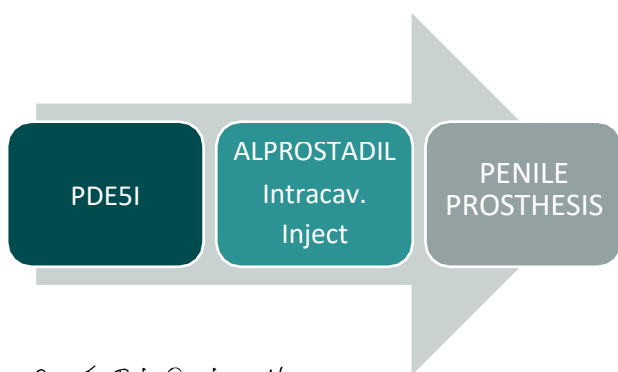 PDE5I
ALPROSTADIL
Intracav.
Inject
PENILE
PROSTHESIS